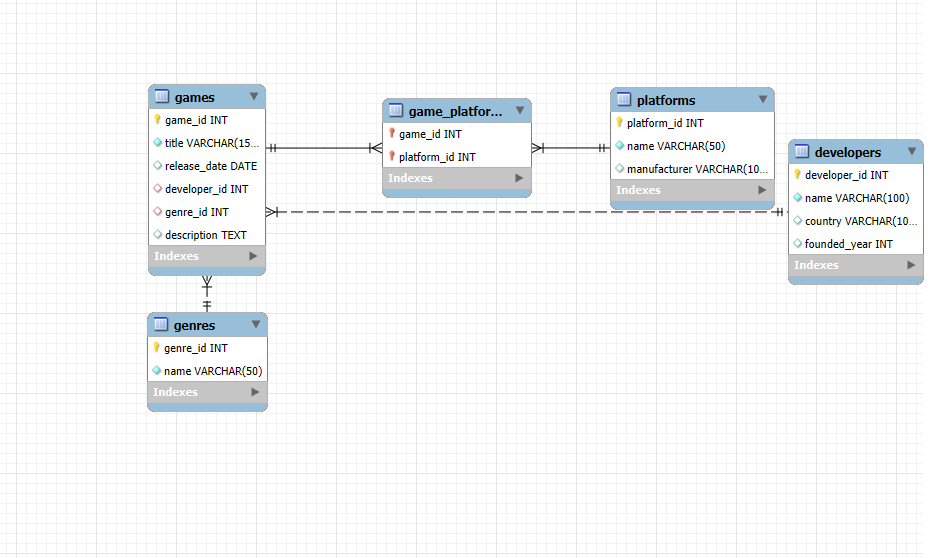 games
game_id INT
title VARCHAR(15...
release_date DATE
developer_id INT
genre_id INT
description TEXT
Indexes
game_platfor...
game_id INT
platform_id INT
Indexes
platforms
platform_id INT
name VARCHAR(50)
manufacturer VARCHAR(10...
Indexes
developers
developer_id INT
name VARCHAR(100)
country VARCHAR(10...
founded_year INT
Indexes
genres
genre_id INT
name VARCHAR(50)
Indexes